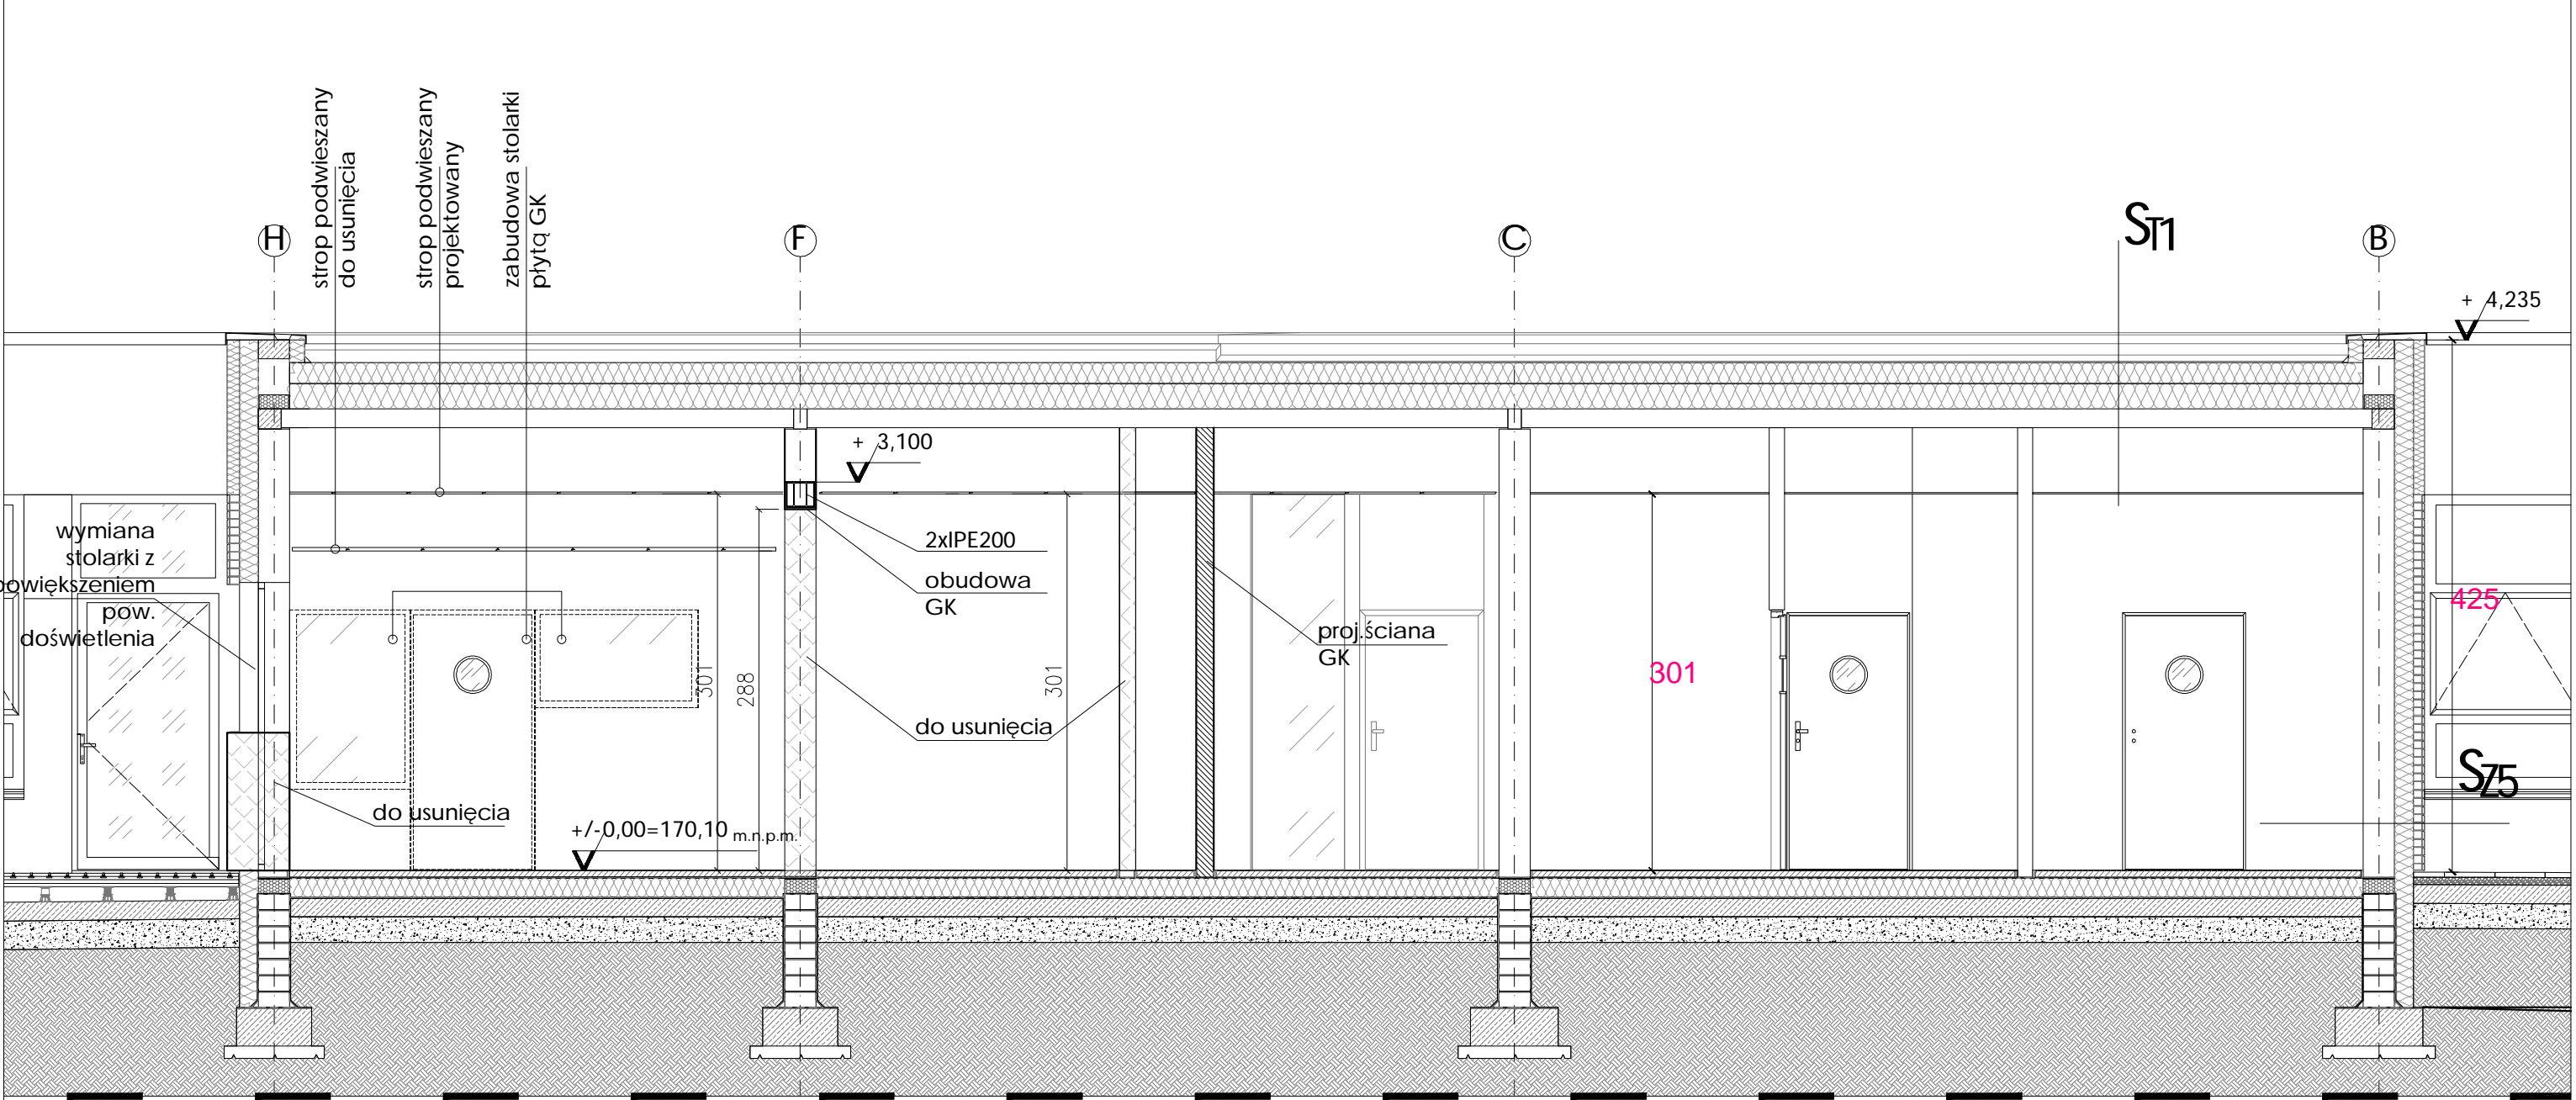 strop podwieszany
do usunięcia
strop podwieszany
projektowany
zabudowa stolarki
płytą GK
H
F
C
ST1
B
+ 4,235
+ 3,100
wymiana
stolarki z
powiększeniem
pow.
doświetlenia
2xIPE200
obudowa
GK
proj.ściana
GK
425
301
288
301
301
do usunięcia
SZ5
do usunięcia
+/-0,00=170,10 m.n.p.m.